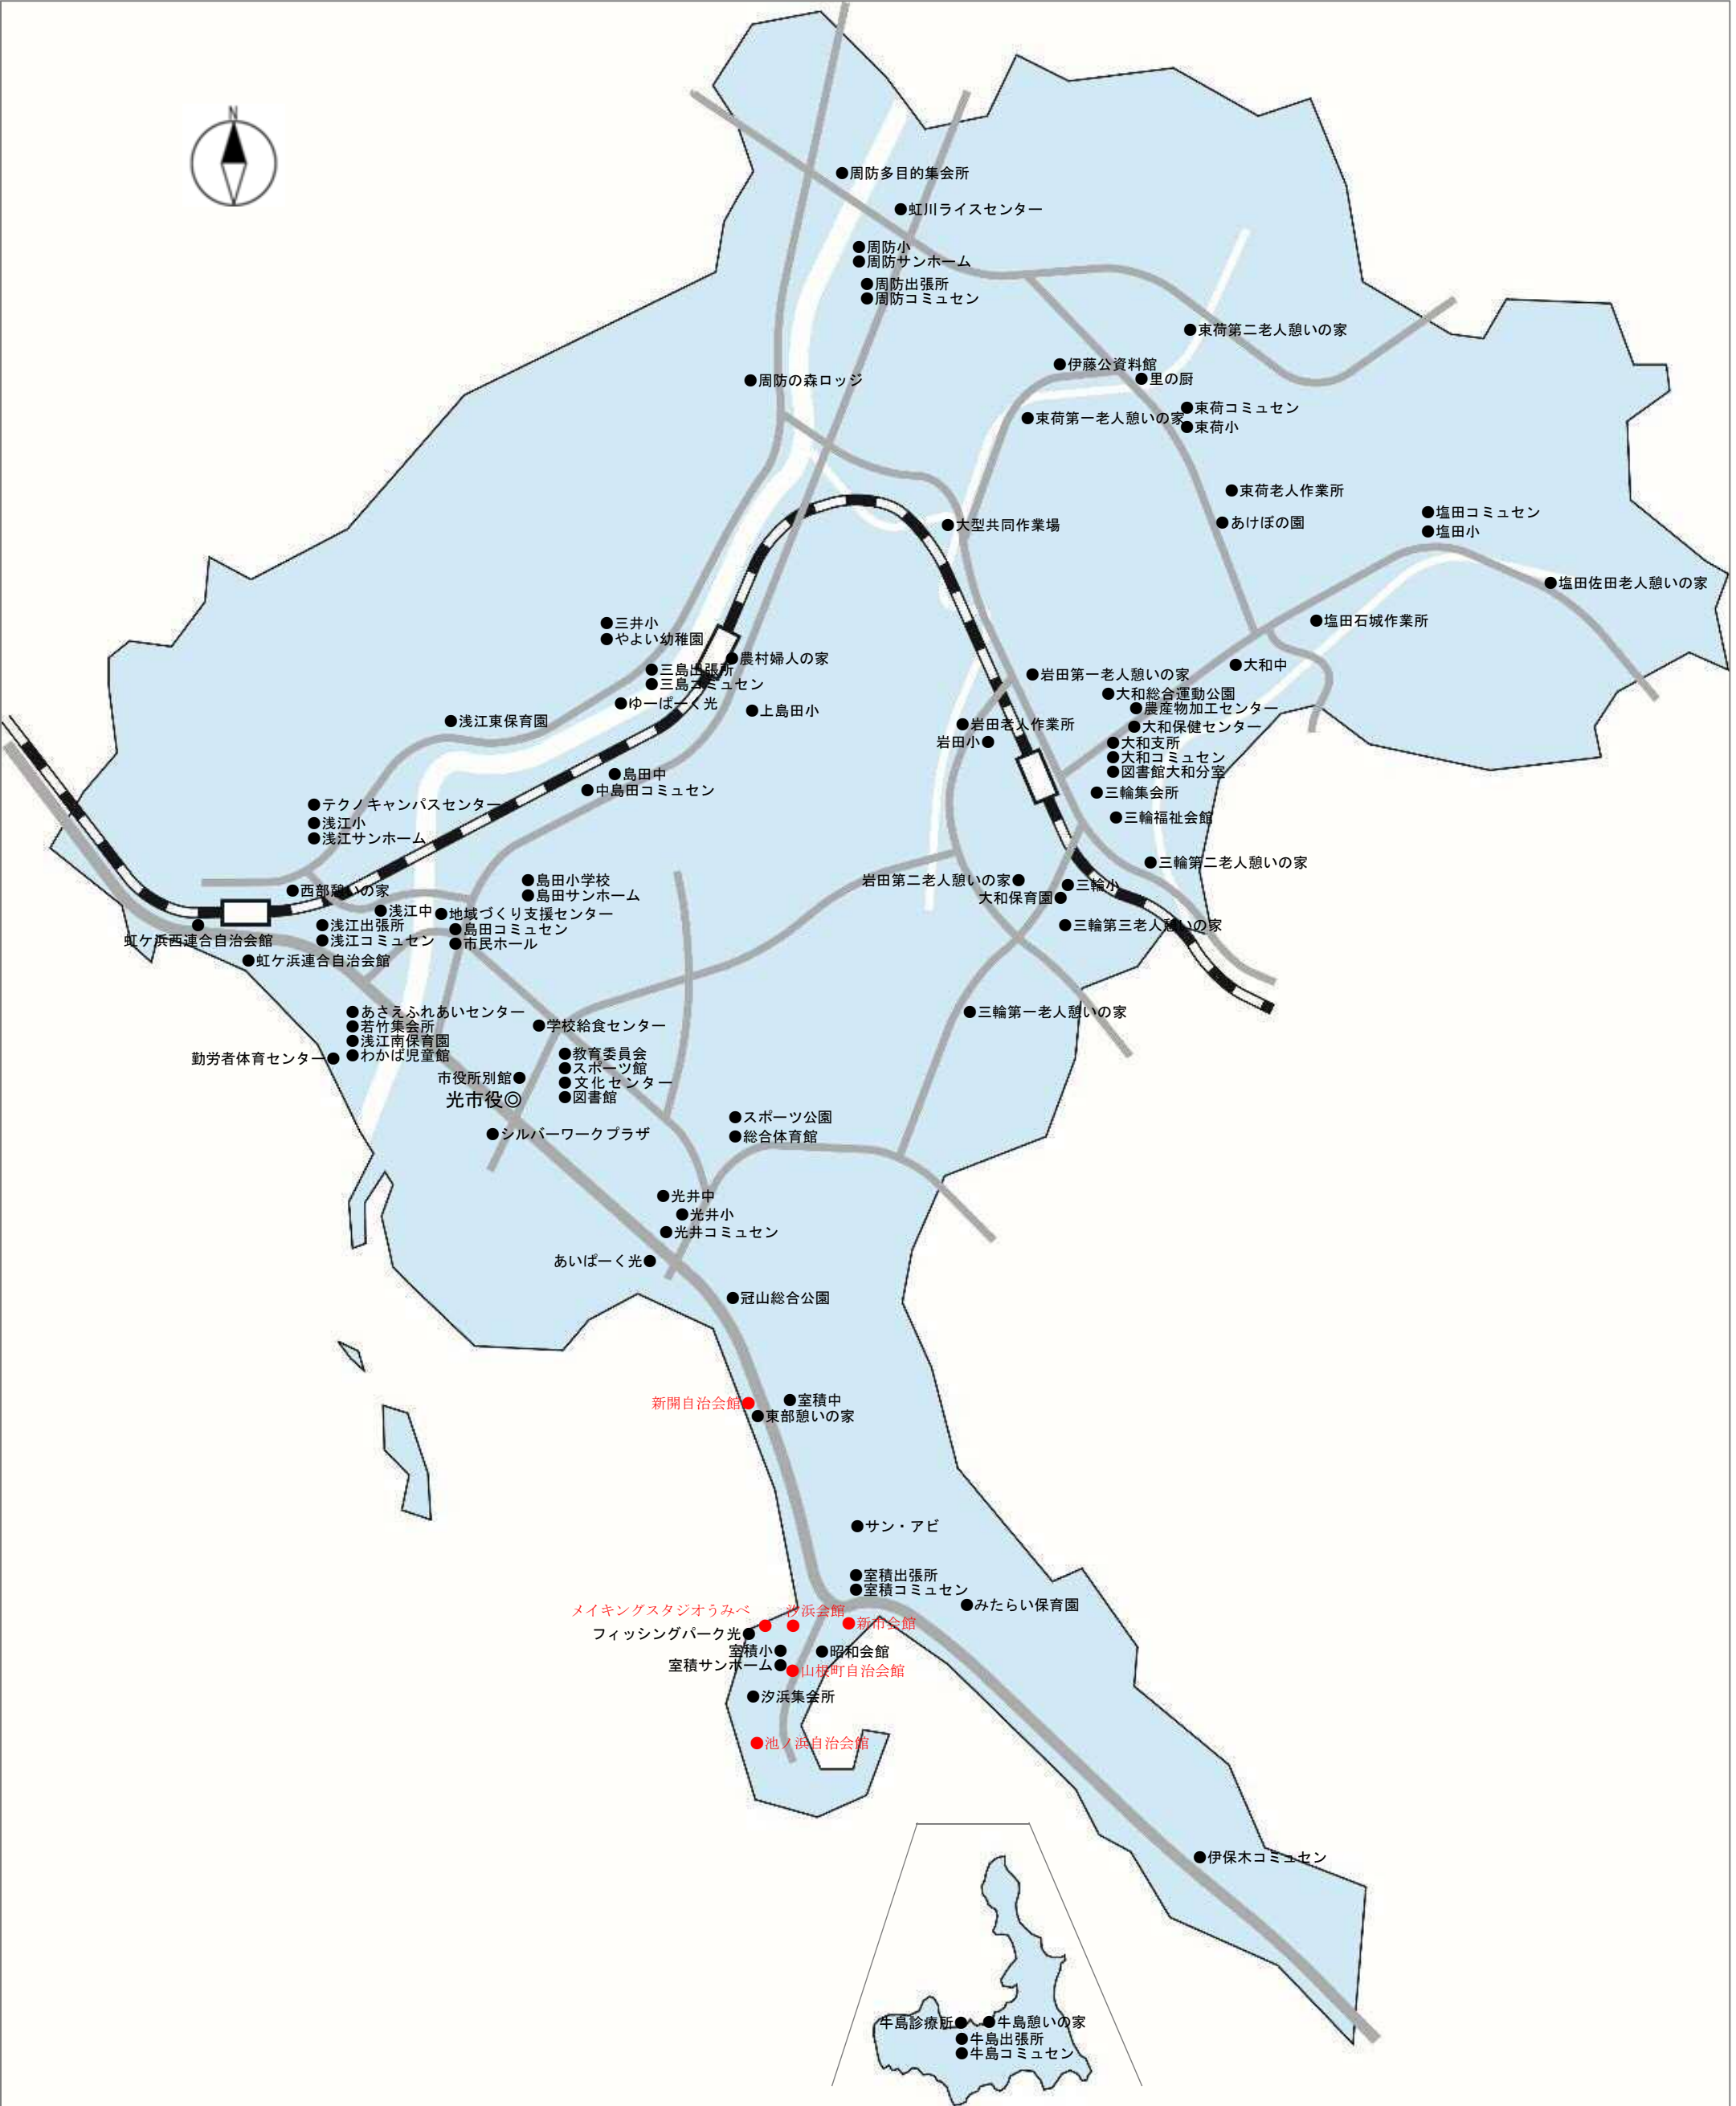 N
周防多目的集会所
虹川ライスセンター
周防小
周防サンホーム
周防出張所
周防コミュセン
東荷第二老人憩いの家
伊藤公資料館
里の厨
周防の森ロッジ
東荷コミュセン
東荷第一老人憩いの家
東荷小
東荷老人作業所
あけぼの園
塩田コミュセン
塩田小
大型共同作業場
塩田佐田老人憩いの家
塩田石城作業所
三井小
やよい幼稚園
農村婦人の家
三島出張所
三島コミュセン
大和中
岩田第一老人憩いの家
大和総合運動公園
ゆーぱーく光
上島田小
農産物加工センター
浅江東保育園
岩田老人作業所
大和保健センター
岩田小
大和支所
大和コミュセン
図書館大和分室
島田中
中島田コミュセン
三輪集会所
テクノキャンパスセンター
浅江小
浅江サンホーム
三輪福祉会館
三輪第二老人憩いの家
島田小学校
島田サンホーム
岩田第二老人憩いの家
三輪小
大和保育園
西部憩いの家
浅江中
地域づくり支援センター
浅江出張所
島田コミュセン
三輪第三老人憩いの家
虹ケ浜西連合自治会館
浅江コミュセン
市民ホール
虹ケ浜連合自治会館
あさえふれあいセンター
若竹集会所
浅江南保育園
わかば児童館
勤労者体育センター
学校給食センター
三輪第一老人憩いの家
教育委員会
スポーツ館
文化センター
図書館
市役所別館
光市役◎
シルバーワークプラザ
スポーツ公園
総合体育館
光井中
光井小
光井コミュセン
あいぱーく光
冠山総合公園
新開自治会館
室積中
東部憩いの家
サン・アビ
室積出張所
室積コミュセン
みたらい保育園
メイキングスタジオうみべ
汐浜会館
新市会館
フィッシングパーク光
室積小
昭和会館
室積サンホーム
山根町自治会館
汐浜集会所
池ノ浜自治会館
伊保木コミュセン
牛島診療所
牛島憩いの家
牛島出張所
牛島コミュセン